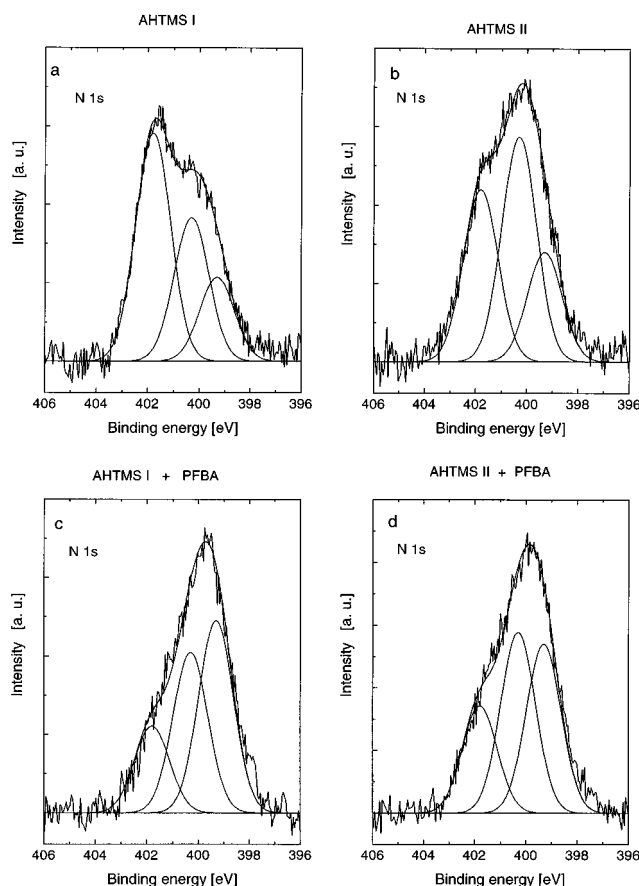 AHTMS I
a
N 1s
Intensity [a. u.]
406 404 402 400 398 396
Binding energy [eV]
AHTMS II
b
N 1s
Intensity [a. u.]
406 404 402 400 398 396
Binding energy [eV]
AHTMS I + PFBA
c
N 1s
Intensity [a. u.]
406 404 402 400 398 396
Binding energy [eV]
AHTMS II + PFBA
d
N 1s
Intensity [a. u.]
406 404 402 400 398 396
Binding energy [eV]